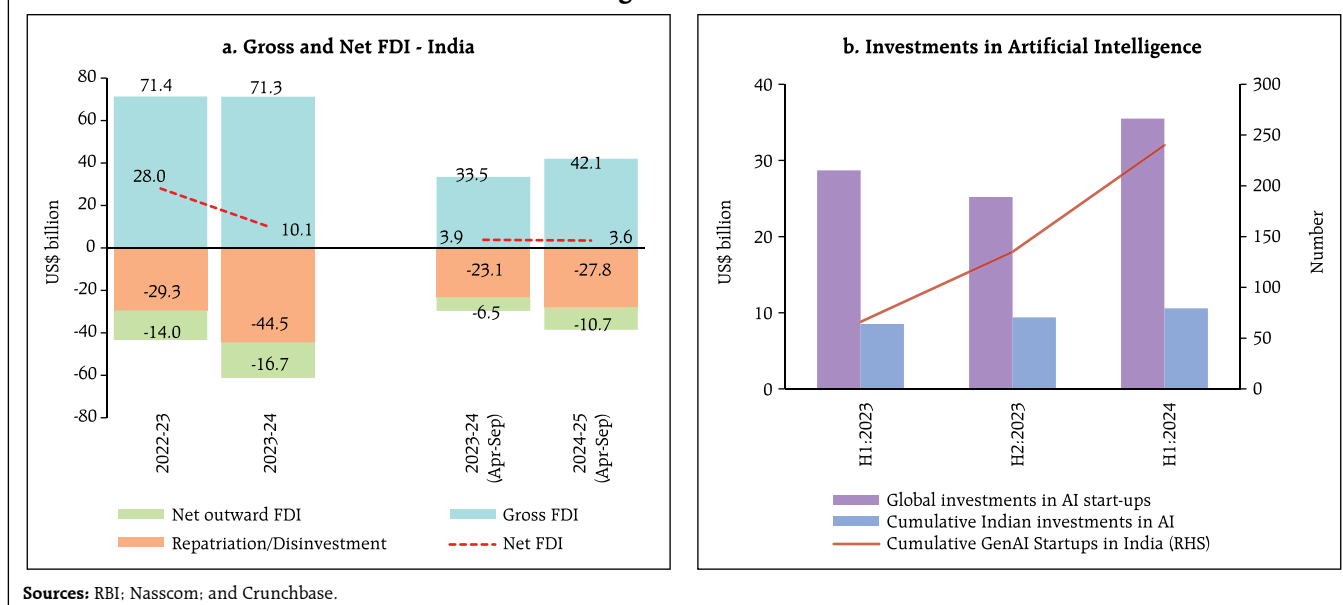 a. Gross and Net FDI - India
US$ billion
80
60
40
20
0
-20
-40
-60
-80
71.4
71.3
33.5
42.1
28.0
10.1
3.9
3.6
-29.3
-44.5
-23.1
-27.8
-14.0
-16.7
-6.5
-10.7
2022-23
2023-24
2023-24
(Apr-Sep)
2024-25
(Apr-Sep)
Net outward FDI
Gross FDI
Repatriation/Disinvestment
Net FDI
b. Investments in Artificial Intelligence
US$ billion
40
30
20
10
0
300
250
200
150
100
50
0
Number
H1:2023
H2:2023
H1:2024
Global investments in AI start-ups
Cumulative Indian investments in AI
Cumulative GenAI Startups in India (RHS)
Sources: RBI; Nasscom; and Crunchbase.